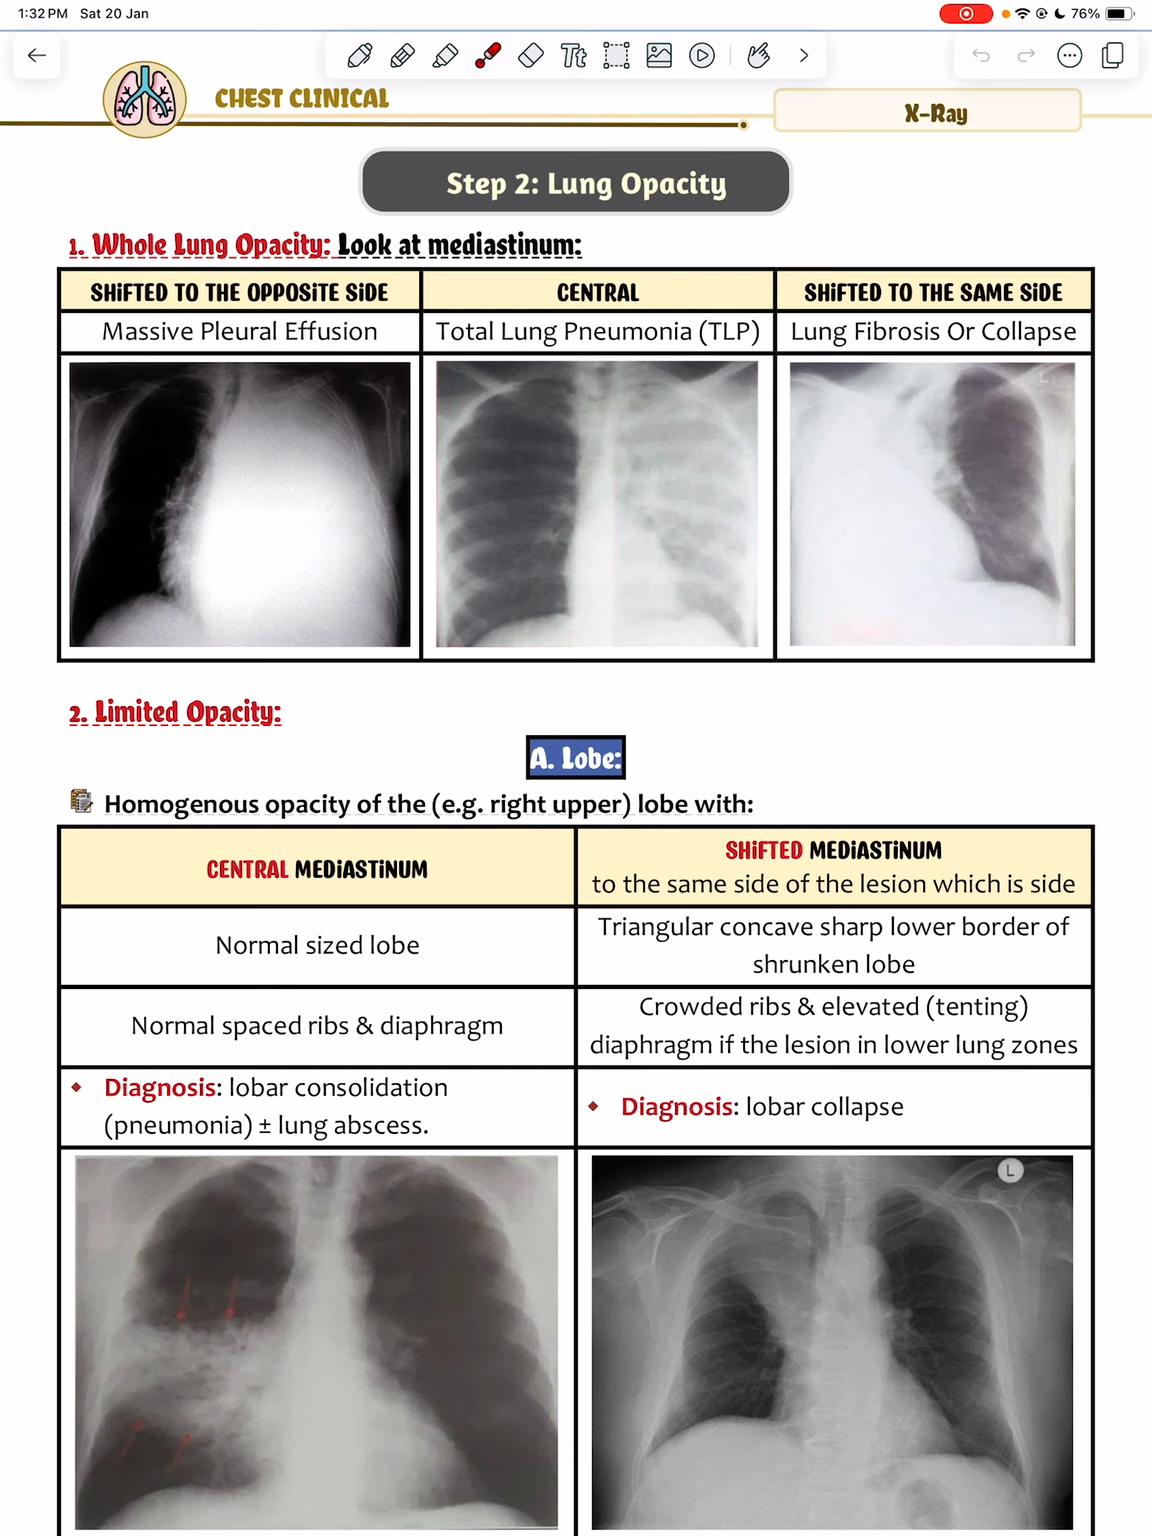 1:32 PM Sat 20 Jan
76%
Tt
CHEST CLINICAL
X-Ray
Step 2: Lung Opacity
1. Whole Lung Opacity: Look at mediastinum:
SHIFTED TO THE OPPOSITE SIDE
CENTRAL
SHIFTED TO THE SAME SIDE
Massive Pleural Effusion
Total Lung Pneumonia (TLP)
Lung Fibrosis Or Collapse
L
2. Limited Opacity:
A. Lobe:
Homogenous opacity of the (e.g. right upper) lobe with:
CENTRAL MEDIASTINUM
SHIFTED MEDIASTINUM
to the same side of the lesion which is side
Normal sized lobe
Triangular concave sharp lower border of
shrunken lobe
Normal spaced ribs & diaphragm
Crowded ribs & elevated (tenting)
diaphragm if the lesion in lower lung zones
Diagnosis: lobar consolidation
(pneumonia) ± lung abscess.
Diagnosis: lobar collapse
L